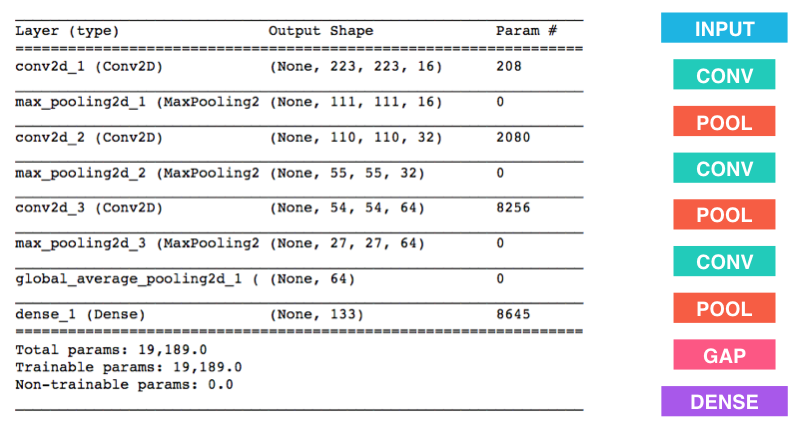 Layer (type) Output Shape Param #
=================================================================
conv2d_1 (Conv2D) (None, 223, 223, 16) 208
max_pooling2d_1 (MaxPooling2 (None, 111, 111, 16) 0
conv2d_2 (Conv2D) (None, 110, 110, 32) 2080
max_pooling2d_2 (MaxPooling2 (None, 55, 55, 32) 0
conv2d_3 (Conv2D) (None, 54, 54, 64) 8256
max_pooling2d_3 (MaxPooling2 (None, 27, 27, 64) 0
global_average_pooling2d_1 ( (None, 64) 0
dense_1 (Dense) (None, 133) 8645
=================================================================
Total params: 19,189.0
Trainable params: 19,189.0
Non-trainable params: 0.0
INPUT
CONV
POOL
CONV
POOL
CONV
POOL
GAP
DENSE